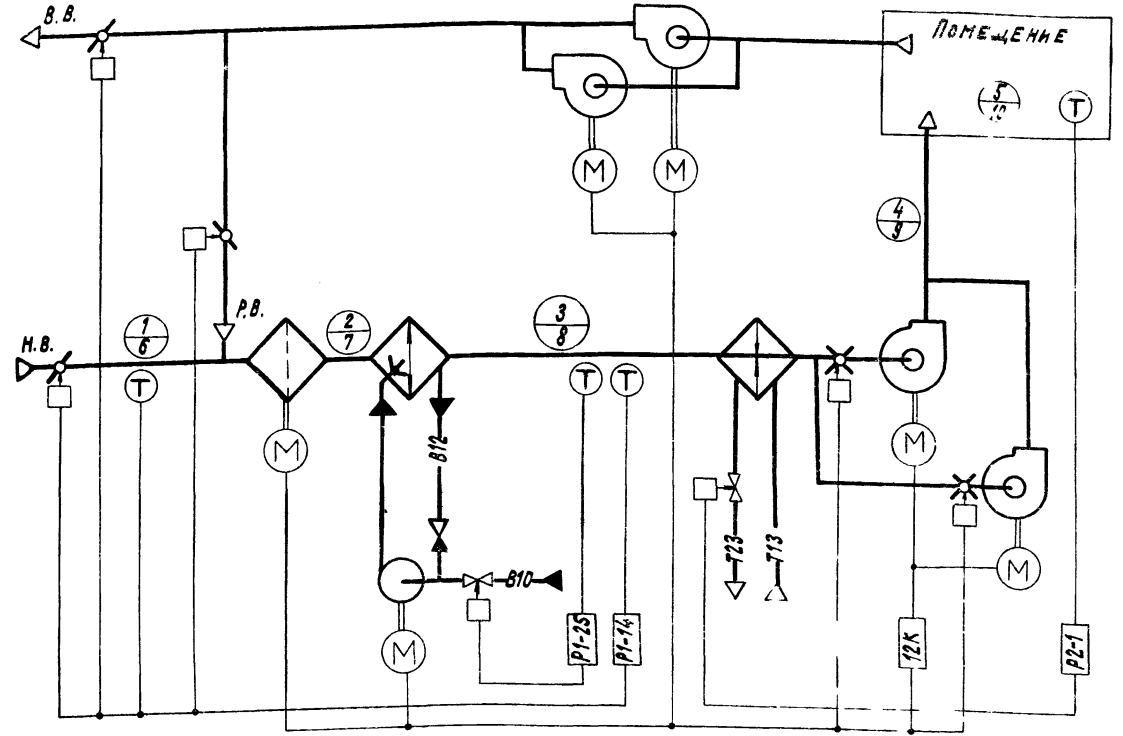 В.В.
ПОМЕЩЕНИЕ
5
10
Т
М
М
4
9
Р.В.
Н.В.
1
6
2
7
3
8
Т
Т
Т
М
М
В12
М
Т23
Т13
В10
М
М
Р1-25
Р1-14
12К
Р2-1